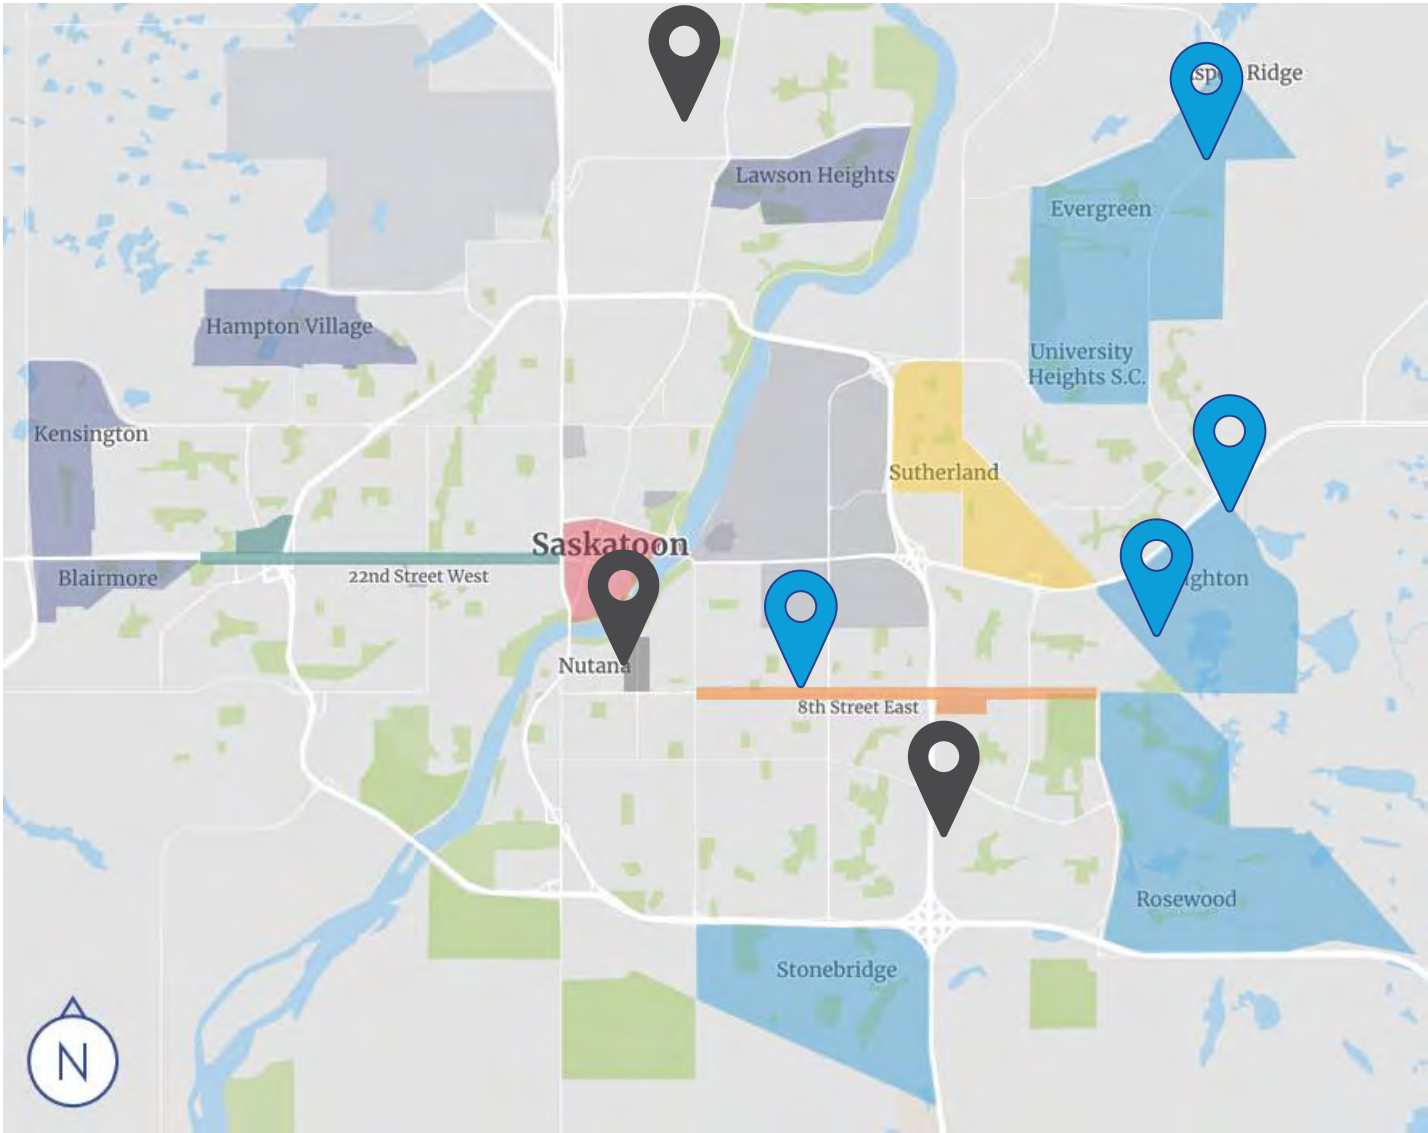 Ridge
Lawson Heights
Evergreen
Hampton Village
University
Heights S.C.
Kensington
Sutherland
Saskatoon
22nd Street West
Blairmore
ighton
Nutana
8th Street East
Rosewood
Stonebridge
N